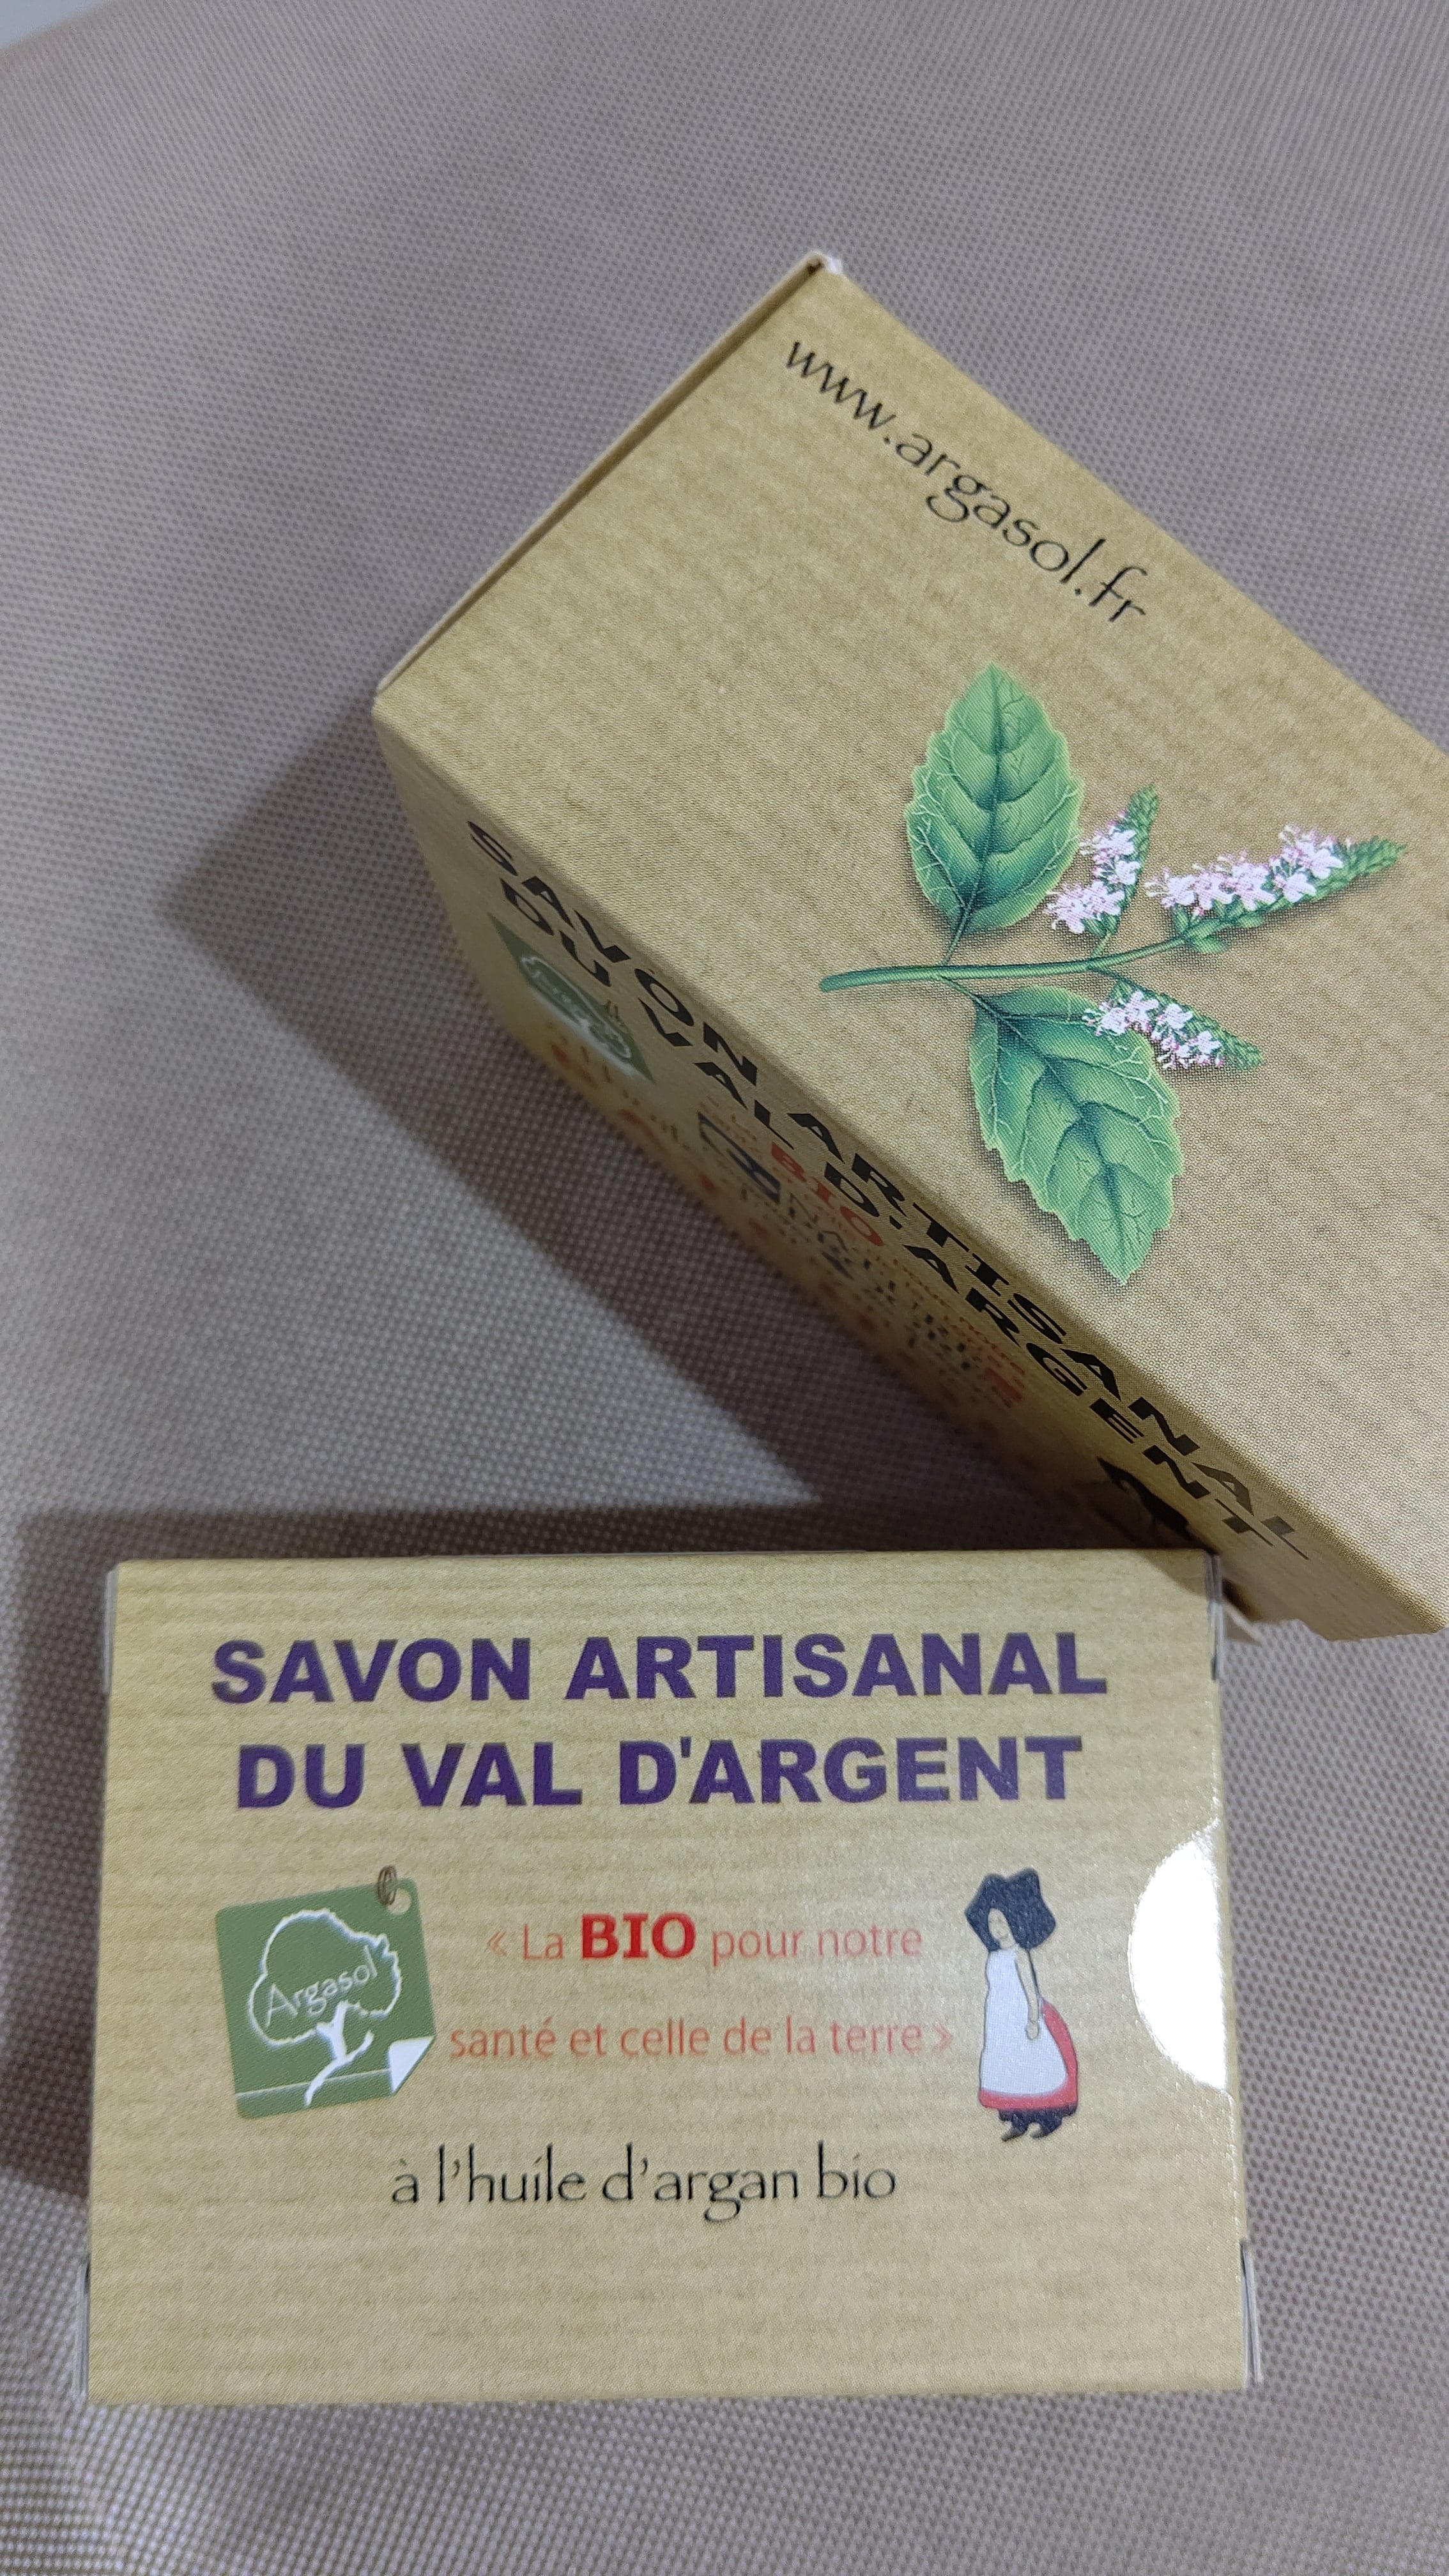 www.argasol.fr
SAVON ARTISANAL
DU VAL D'ARGENT
BIO
SAVON ARTISANAL
DU VAL D'ARGENT
Argasol
« La BIO pour notre
santé et celle de la terre »
à l'huile d'argan bio